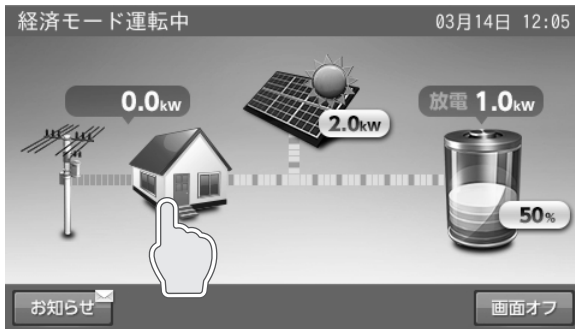 経済モード運転中
03月14日 12:05
0.0kw
2.0kw
放電 1.0kw
50%
お知らせ
画面オフ